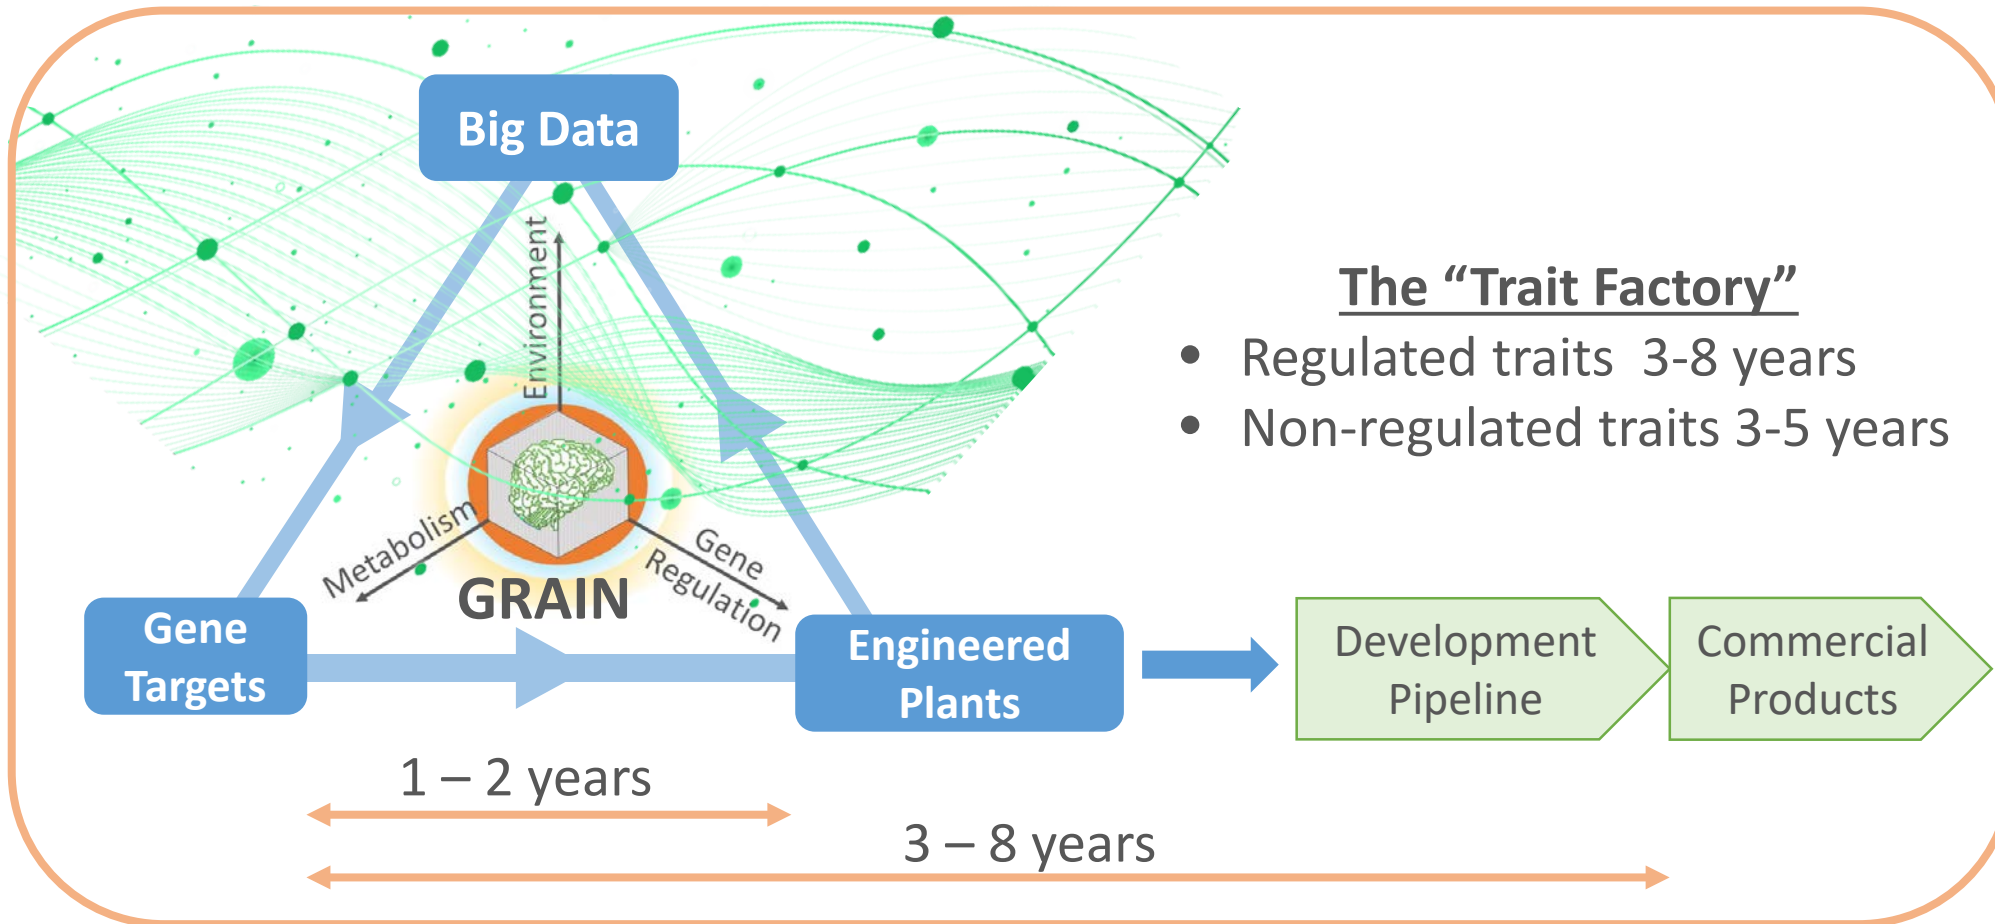 Big Data
Environment
The “Trait Factory”
• Regulated traits  3-8 years
• Non-regulated traits 3-5 years
Metabolism
Gene
Regulation
GRAIN
Gene
Targets
Engineered
Plants
Development
Pipeline
Commercial
Products
1 – 2 years
3 – 8 years